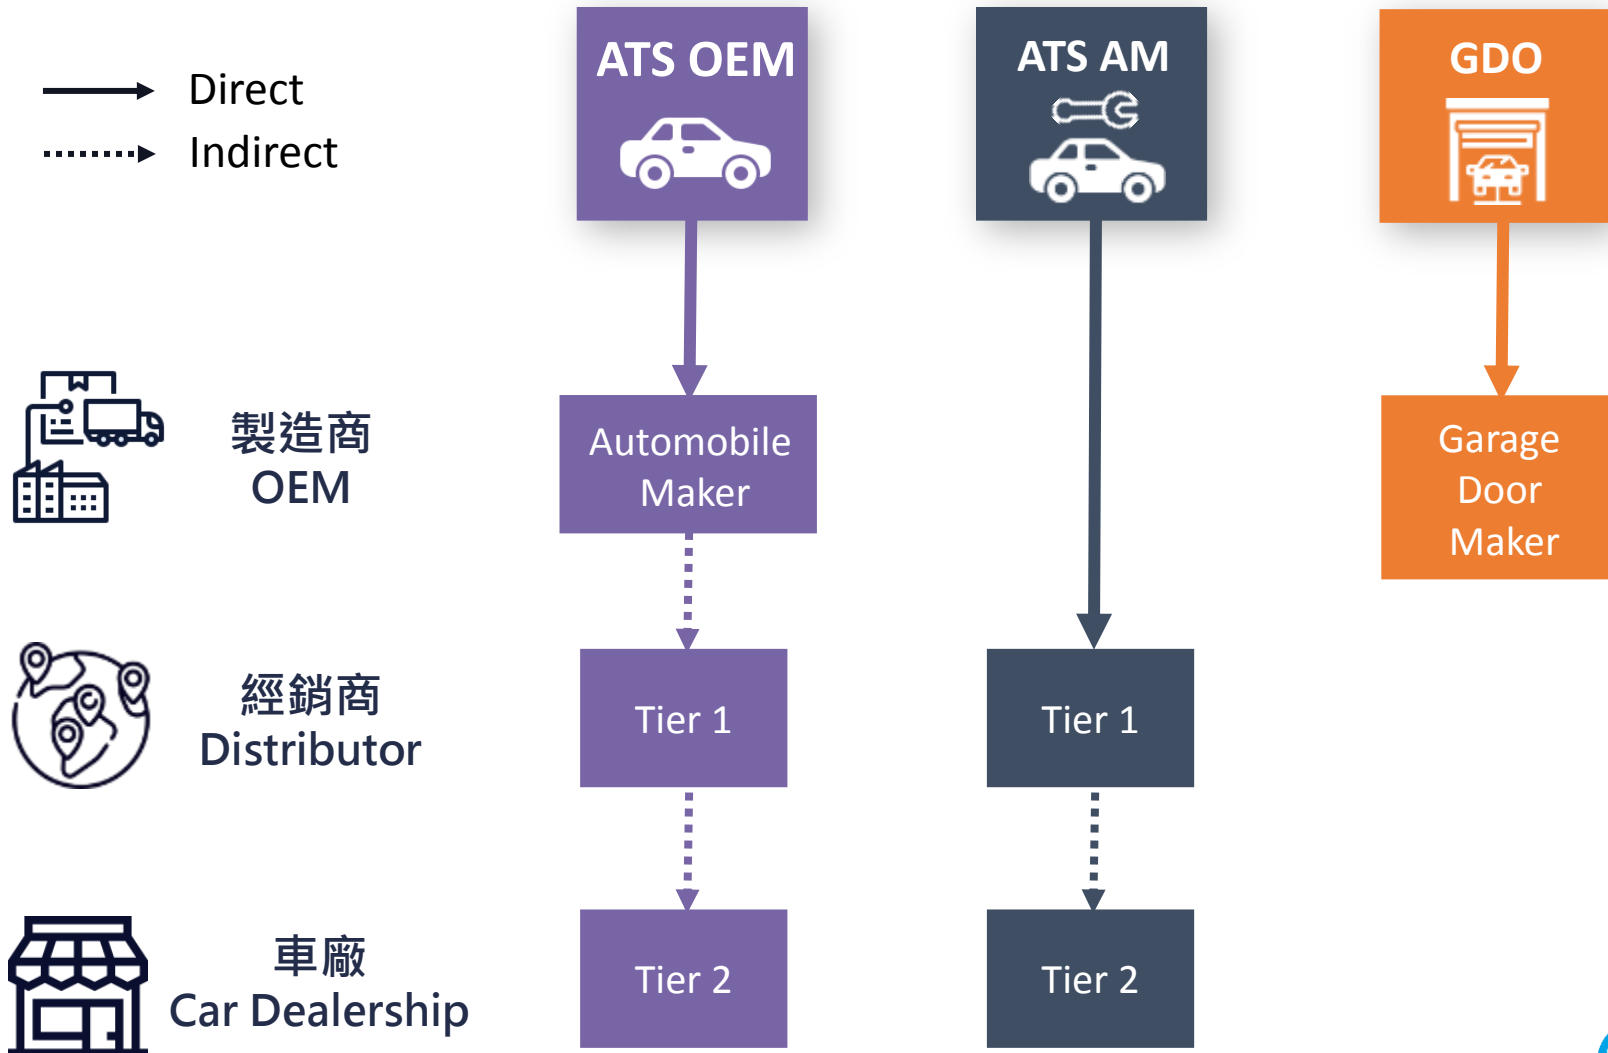 Direct
Indirect
ATS OEM
ATS AM
GDO
製造商
OEM
Automobile
Maker
Garage
Door
Maker
經銷商
Distributor
Tier 1
Tier 1
車廠
Car Dealership
Tier 2
Tier 2